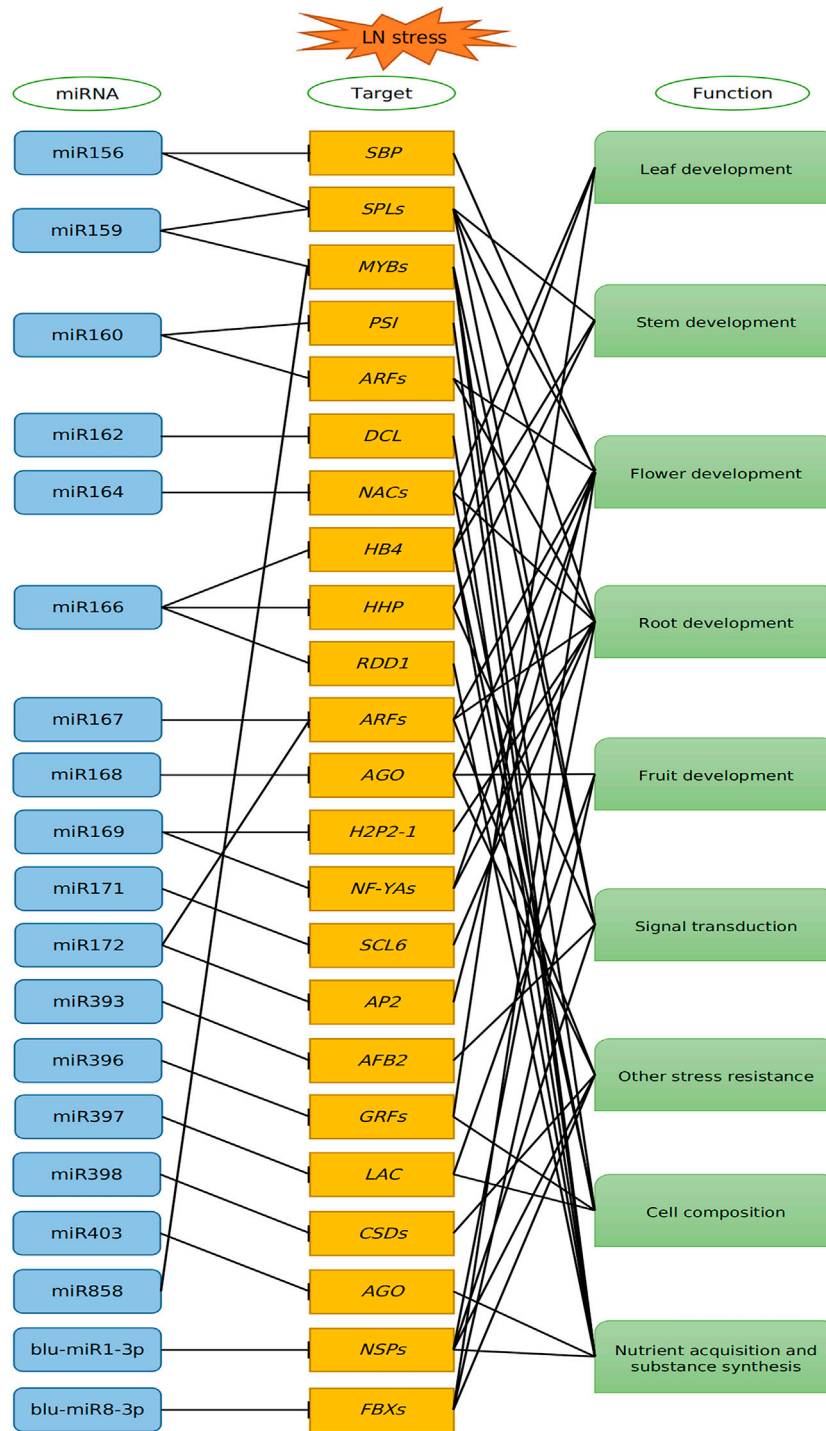 LN stress
miRNA
Target
Function
miR156
miR159
miR160
miR162
miR164
miR166
miR167
miR168
miR169
miR171
miR172
miR393
miR396
miR397
miR398
miR403
miR858
blu-miR1-3p
blu-miR8-3p
SBP
SPLs
MYBs
PSI
ARFs
DCL
NACs
HB4
HHP
RDD1
ARFs
AGO
H2P2-1
NF-YAs
SCL6
AP2
AFB2
GRFs
LAC
CSDs
AGO
NSPs
FBXs
Leaf development
Stem development
Flower development
Root development
Fruit development
Signal transduction
Other stress resistance
Cell composition
Nutrient acquisition and
substance synthesis